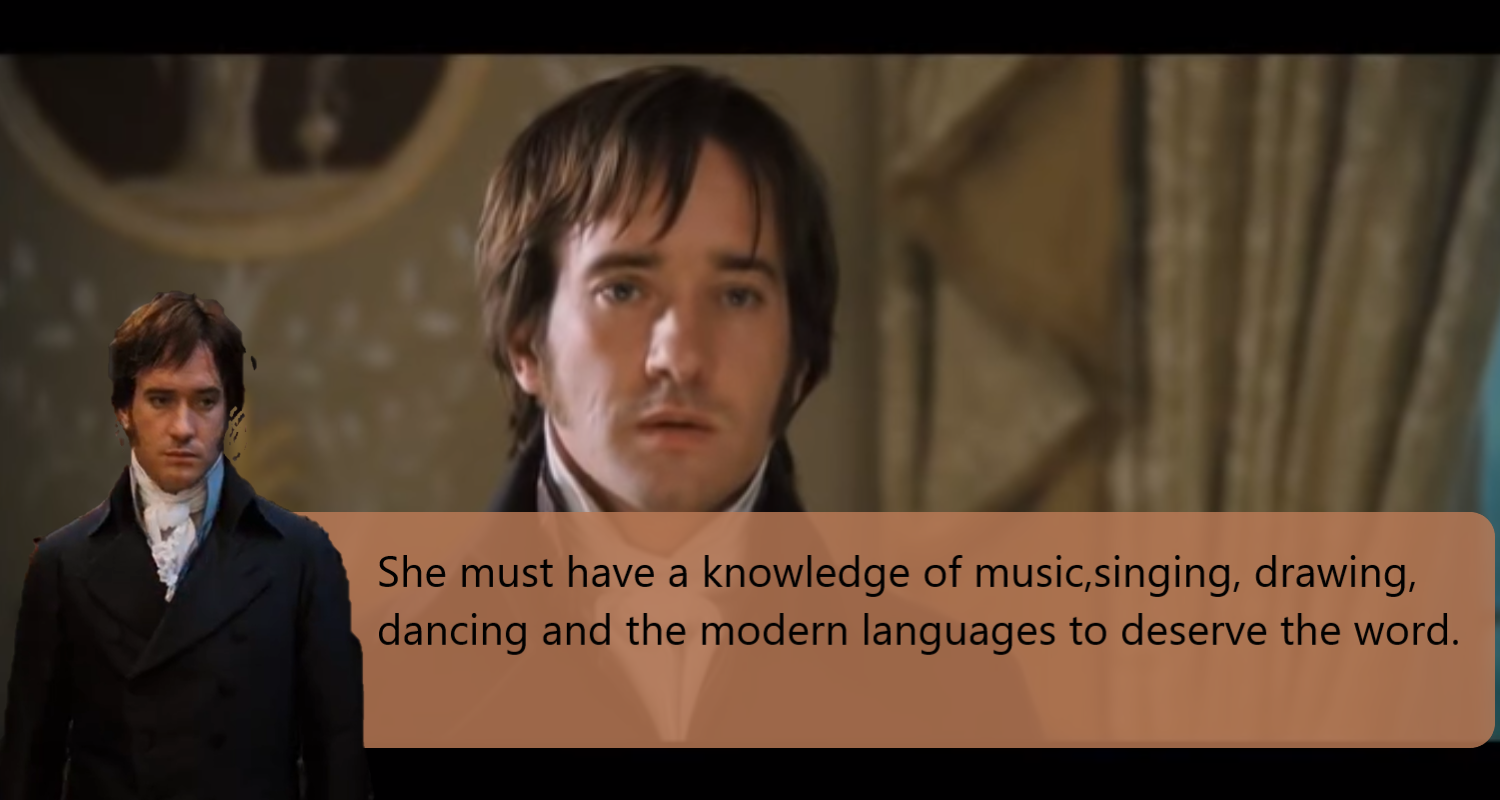 She must have a knowledge of music,singing, drawing,
dancing and the modern languages to deserve the word.